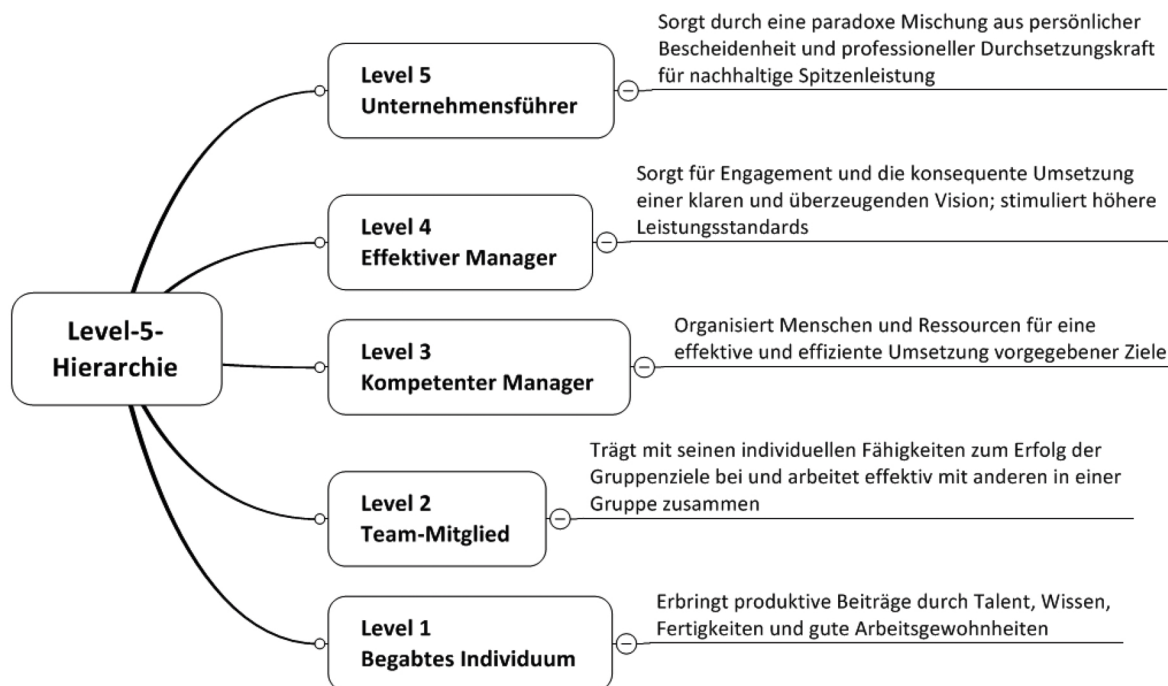 Level-5-
Hierarchie
Level 5
Unternehmensführer
Sorgt durch eine paradoxe Mischung aus persönlicher
Bescheidenheit und professioneller Durchsetzungskraft
für nachhaltige Spitzenleistung
Level 4
Effektiver Manager
Sorgt für Engagement und die konsequente Umsetzung
einer klaren und überzeugenden Vision; stimuliert höhere
Leistungsstandards
Level 3
Kompetenter Manager
Organisiert Menschen und Ressourcen für eine
effektive und effiziente Umsetzung vorgegebener Ziele
Level 2
Team-Mitglied
Trägt mit seinen individuellen Fähigkeiten zum Erfolg der
Gruppenziele bei und arbeitet effektiv mit anderen in einer
Gruppe zusammen
Level 1
Begabtes Individuum
Erbringt produktive Beiträge durch Talent, Wissen,
Fertigkeiten und gute Arbeitsgewohnheiten